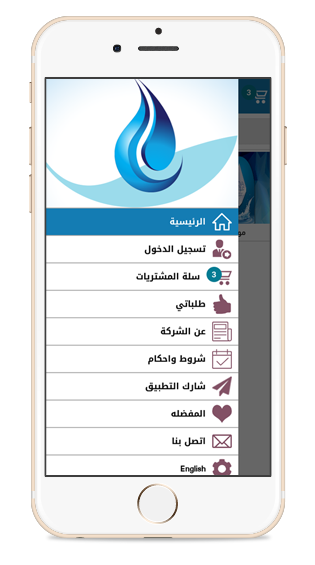 3
الرئيسية
تسجيل الدخول
سلة المشتريات 3
طلباتي
عن الشركة
شروط واحكام
شارك التطبيق
المفضله
اتصل بنا
English